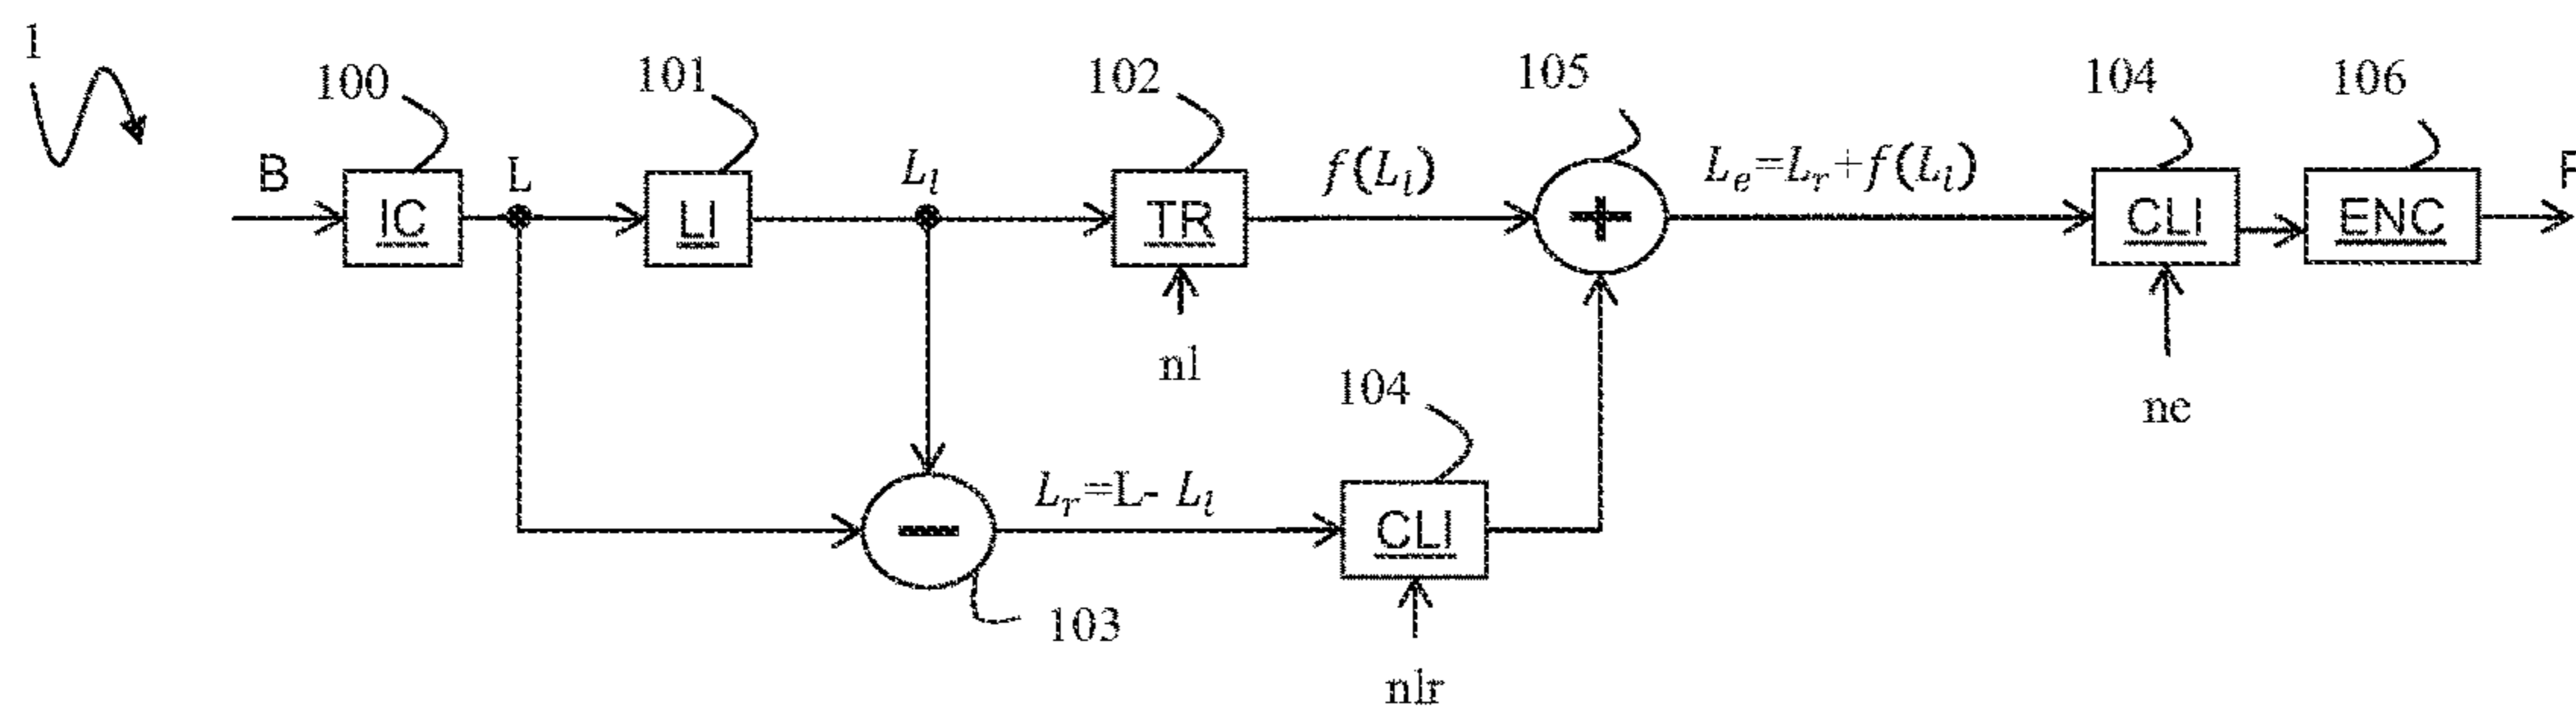 1
100
101
102
105
104
106
B
IC
L
LI
L_l
TR
f(L_l)
+
L_e=L_r+f(L_l)
CLI
ENC
F
nl
ne
104
L_r=L- L_l
CLI
103
nlr